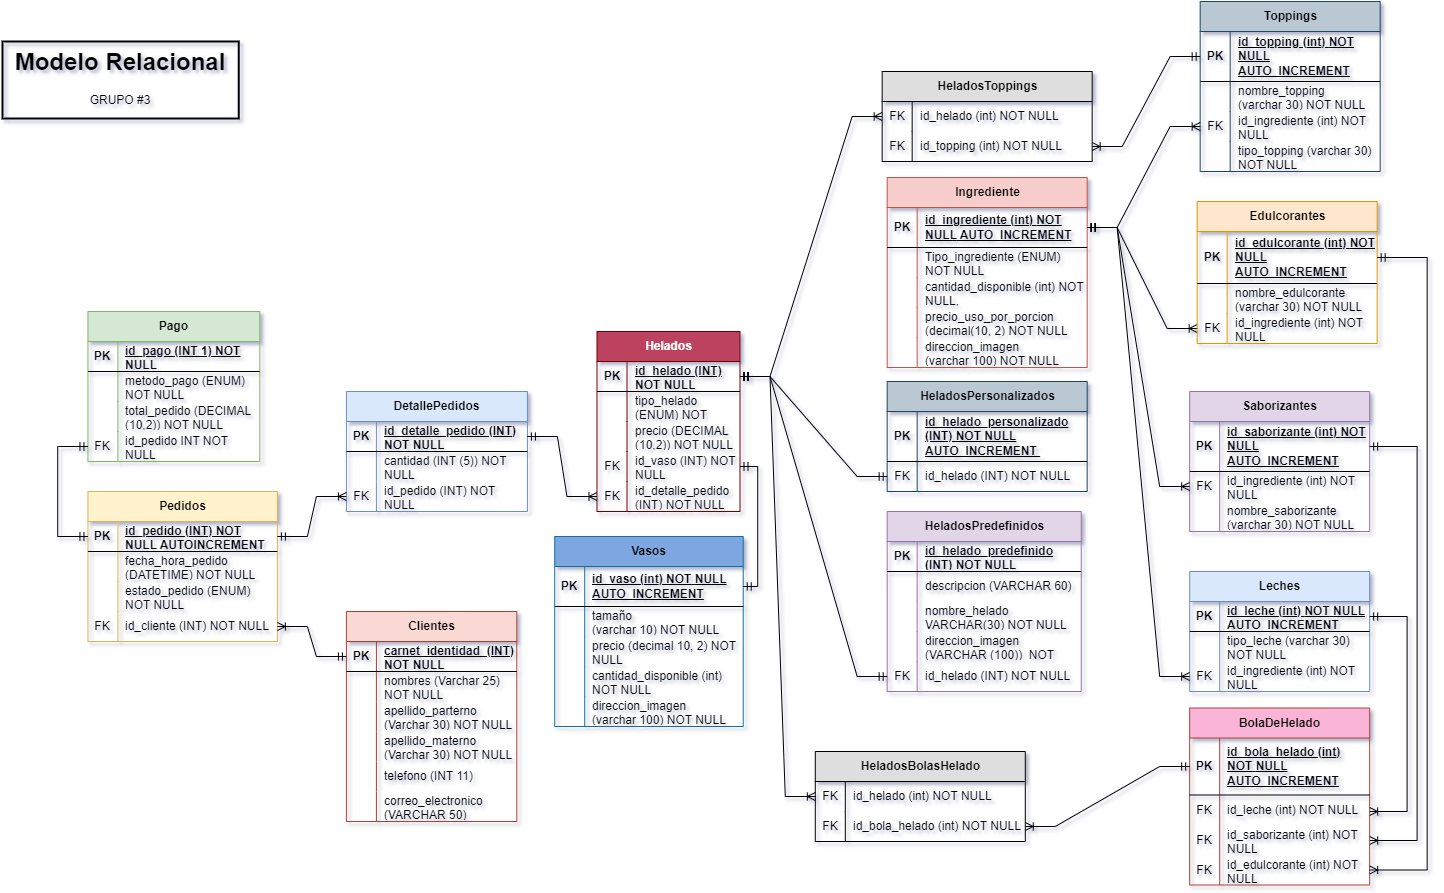 Modelo Relacional
GRUPO #3
Pago
PK
id_pago (INT 1) NOT
NULL
metodo_pago (ENUM)
NOT NULL
total_pedido (DECIMAL
(10,2)) NOT NULL
FK
id_pedido INT NOT
NULL
Pedidos
PK
id_pedido (INT) NOT
NULL AUTOINCREMENT
fecha_hora_pedido
(DATETIME) NOT NULL
estado_pedido (ENUM)
NOT NULL
FK
id_cliente (INT) NOT NULL
DetallePedidos
PK
id_detalle_pedido (INT)
NOT NULL
cantidad (INT (5)) NOT
NULL
FK
id_pedido (INT) NOT
NULL
Clientes
PK
carnet_identidad (INT)
NOT NULL
nombres (Varchar 25)
NOT NULL
apellido_parterno
(Varchar 30) NOT NULL
apellido_materno
(Varchar 30) NOT NULL
telefono (INT 11)
correo_electronico
(VARCHAR 50)
Helados
PK
id_helado (INT)
NOT NULL
tipo_helado
(ENUM) NOT
precio (DECIMAL
(10,2)) NOT NULL
FK
id_vaso (INT) NOT
NULL
FK
id_detalle_pedido
(INT) NOT NULL
Vasos
PK
id_vaso (int) NOT NULL
AUTO_INCREMENT
tamaño
(varchar 10) NOT NULL
precio (decimal 10, 2) NOT
NULL
cantidad_disponible (int)
NOT NULL
direccion_imagen
(varchar 100) NOT NULL
HeladosToppings
FK
id_helado (int) NOT NULL
FK
id_topping (int) NOT NULL
Ingrediente
PK
id_ingrediente (int) NOT
NULL AUTO_INCREMENT
Tipo_ingrediente (ENUM)
NOT NULL
cantidad_disponible (int) NOT
NULL,
precio_uso_por_porcion
(decimal(10, 2) NOT NULL
direccion_imagen
(varchar 100) NOT NULL
HeladosPersonalizados
PK
id_helado_personalizado
(INT) NOT NULL
AUTO_INCREMENT
FK
id_helado (INT) NOT NULL
HeladosPredefinidos
PK
id_helado_predefinido
(INT) NOT NULL
descripcion (VARCHAR 60)
nombre_helado
VARCHAR(30) NOT NULL
direccion_imagen
(VARCHAR (100)) NOT
FK
id_helado (INT) NOT NULL
HeladosBolasHelado
FK
id_helado (int) NOT NULL
FK
id_bola_helado (int) NOT NULL
Toppings
PK
id_topping (int) NOT
NULL
AUTO_INCREMENT
nombre_topping
(varchar 30) NOT NULL
FK
id_ingrediente (int) NOT
NULL
tipo_topping (varchar 30)
NOT NULL
Edulcorantes
PK
id_edulcorante (int) NOT
NULL
AUTO_INCREMENT
nombre_edulcorante
(varchar 30) NOT NULL
FK
id_ingrediente (int) NOT
NULL
Saborizantes
PK
id_saborizante (int) NOT
NULL
AUTO_INCREMENT
FK
id_ingrediente (int) NOT
NULL
nombre_saborizante
(varchar 30) NOT NULL
Leches
PK
id_leche (int) NOT NULL
AUTO_INCREMENT
tipo_leche (varchar 30)
NOT NULL
FK
id_ingrediente (int) NOT
NULL
BolaDeHelado
PK
id_bola_helado (int)
NOT NULL
AUTO_INCREMENT
FK
id_leche (int) NOT NULL
FK
id_saborizante (int) NOT
NULL
FK
id_edulcorante (int) NOT
NULL